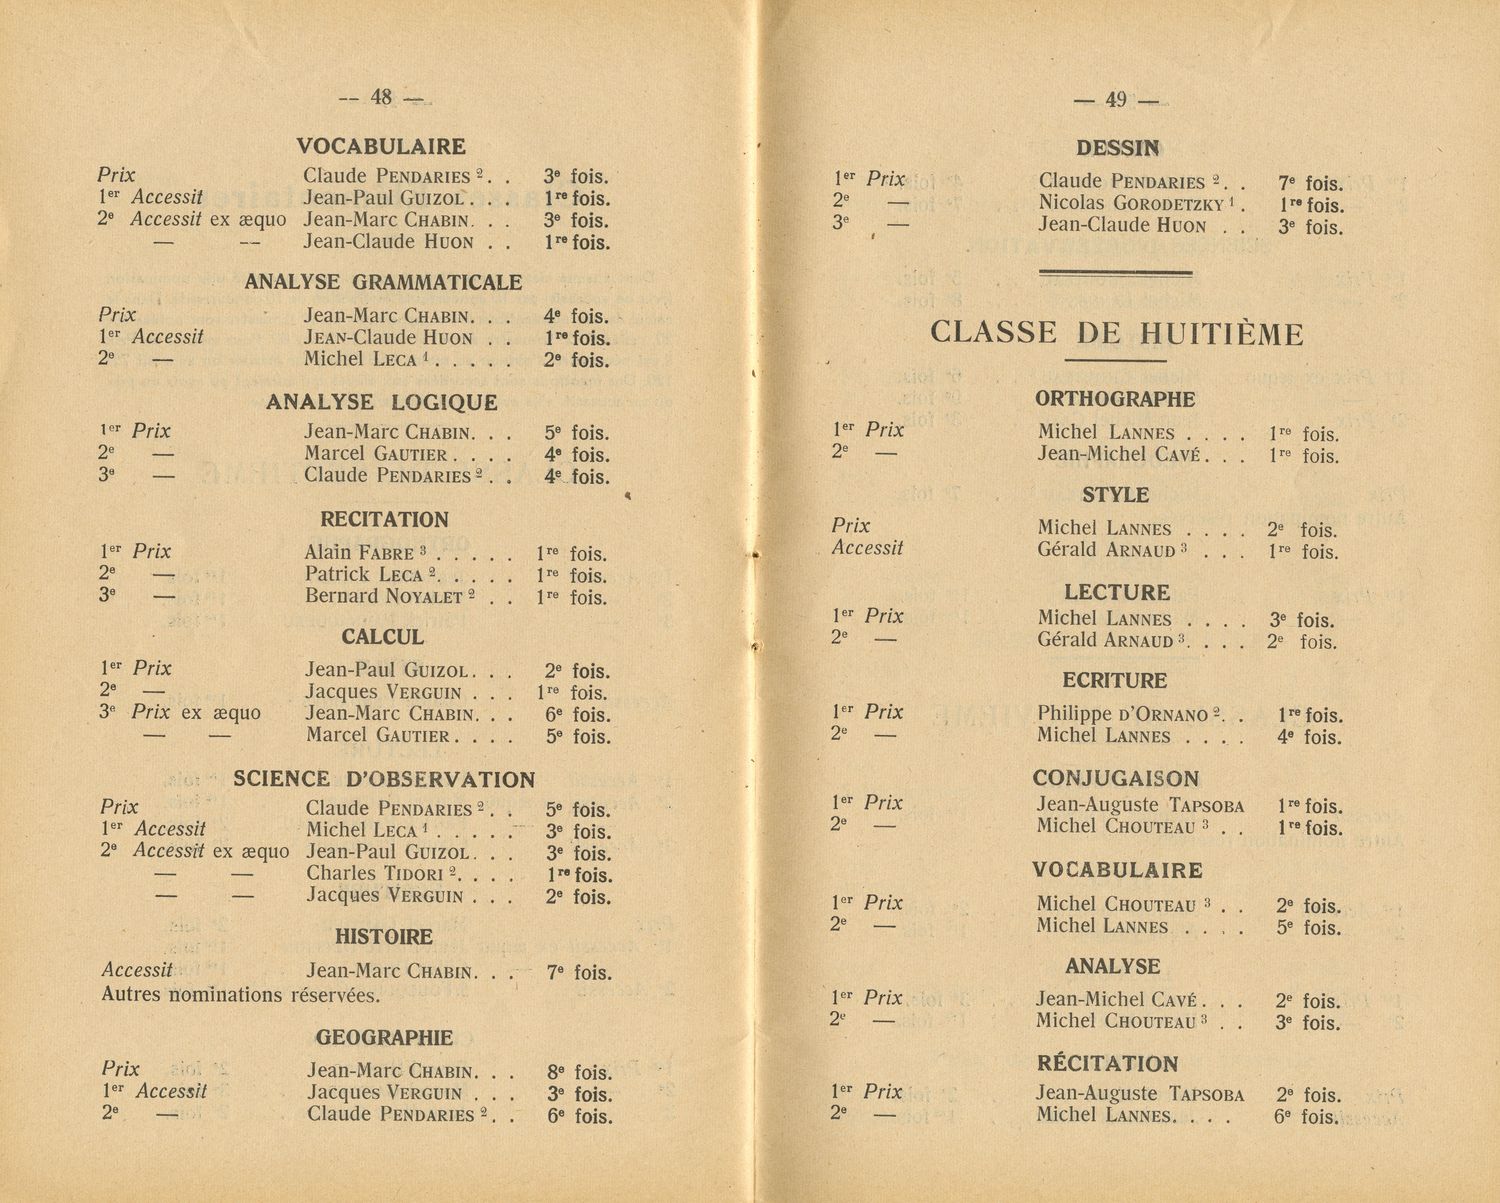 — 48 —
VOCABULAIRE
Prix Claude PENDARIES ². . 3e fois.
1er Accessit Jean-Paul GUIZOL . . . 1re fois.
2e Accessit ex æquo Jean-Marc CHABIN. . . 3e fois.
— — Jean-Claude HUON . . 1re fois.
ANALYSE GRAMMATICALE
Prix Jean-Marc CHABIN. . . 4e fois.
1er Accessit JEAN-Claude HUON . . 1re fois.
2e — Michel LECA ¹ . . . . . 2e fois.
ANALYSE LOGIQUE
1er Prix Jean-Marc CHABIN. . . 5e fois.
2e — Marcel GAUTIER . . . . 4e fois.
3e — Claude PENDARIES ² . . 4e fois.
RECITATION
1er Prix Alain FABRE ³ . . . . . 1re fois.
2e — Patrick LECA ². . . . . 1re fois.
3e — Bernard NOYALET ² . . 1re fois.
CALCUL
1er Prix Jean-Paul GUIZOL. . . 2e fois.
2e — Jacques VERGUIN . . . 1re fois.
3e Prix ex æquo Jean-Marc CHABIN. . . 6e fois.
— — Marcel GAUTIER . . . . 5e fois.
SCIENCE D'OBSERVATION
Prix Claude PENDARIES ². . 5e fois.
1er Accessit Michel LECA ¹ . . . . . 3e fois.
2e Accessit ex æquo Jean-Paul GUIZOL. . . 3e fois.
— — Charles TIDORI ². . . . 1re fois.
— — Jacques VERGUIN . . . 2e fois.
HISTOIRE
Accessit Jean-Marc CHABIN. . . 7e fois.
Autres nominations réservées.
GEOGRAPHIE
Prix Jean-Marc CHABIN. . . 8e fois.
1er Accessit Jacques VERGUIN . . . 3e fois.
2e — Claude PENDARIES ². . 6e fois.
— 49 —
DESSIN
1er Prix Claude PENDARIES ². . 7e fois.
2e — Nicolas GORODETZKY ¹ . 1re fois.
3e — Jean-Claude HUON . . 3e fois.
CLASSE DE HUITIÈME
ORTHOGRAPHE
1er Prix Michel LANNES . . . . 1re fois.
2e — Jean-Michel CAVÉ . . . 1re fois.
STYLE
Prix Michel LANNES . . . . 2e fois.
Accessit Gérald ARNAUD ³ . . . 1re fois.
LECTURE
1er Prix Michel LANNES . . . . 3e fois.
2e — Gérald ARNAUD ³. . . . 2e fois.
ECRITURE
1er Prix Philippe D'ORNANO ². . 1re fois.
2e — Michel LANNES . . . . 4e fois.
CONJUGAISON
1er Prix Jean-Auguste TAPSOBA 1re fois.
2e — Michel CHOUTEAU ³ . . 1re fois.
VOCABULAIRE
1er Prix Michel CHOUTEAU ³ . . 2e fois.
2e — Michel LANNES . . . . 5e fois.
ANALYSE
1er Prix Jean-Michel CAVÉ . . . 2e fois.
2e — Michel CHOUTEAU ³ . . 3e fois.
RÉCITATION
1er Prix Jean-Auguste TAPSOBA 2e fois.
2e — Michel LANNES. . . . 6e fois.